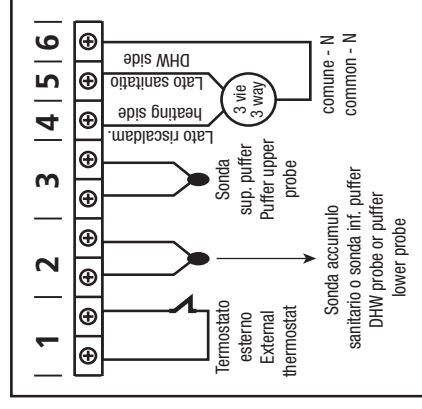 1
2
3
4
5
6
Termostato
esterno
External
thermostat
Sonda accumulo
sanitario o sonda inf. puffer
DHW probe or puffer
lower probe
Sonda
sup. puffer
Puffer upper
probe
Lato riscaldam.
heating side
Lato sanitatio
DHW side
3 vie
3 way
comune - N
common - N